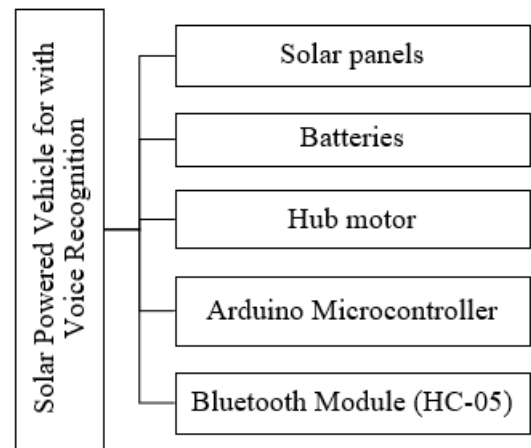 Solar Powered Vehicle for with
Voice Recognition
Solar panels
Batteries
Hub motor
Arduino Microcontroller
Bluetooth Module (HC-05)